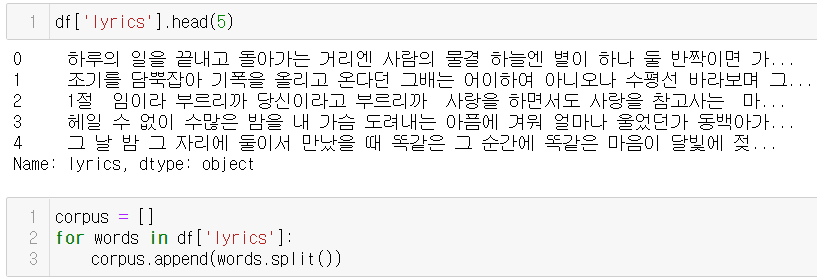 1 df['lyrics'].head(5)
0 하루의 일을 끝내고 돌아가는 거리엔 사람의 물결 하늘엔 별이 하나 둘 반짝이면 가...
1 조기를 담뿍잡아 기폭을 올리고 온다던 그배는 어이하여 아니오나 수평선 바라보며 그...
2 1절 임이라 부르리까 당신이라고 부르리까 사랑을 하면서도 사랑을 참고사는 마...
3 헤일 수 없이 수많은 밤을 내 가슴 도려내는 아픔에 겨워 얼마나 울었던가 동백아가...
4 그 날 밤 그 자리에 둘이서 만났을 때 똑같은 그 순간에 똑같은 마음이 달빛에 젖...
Name: lyrics, dtype: object
1 corpus = []
2 for words in df['lyrics']:
3 corpus.append(words.split())